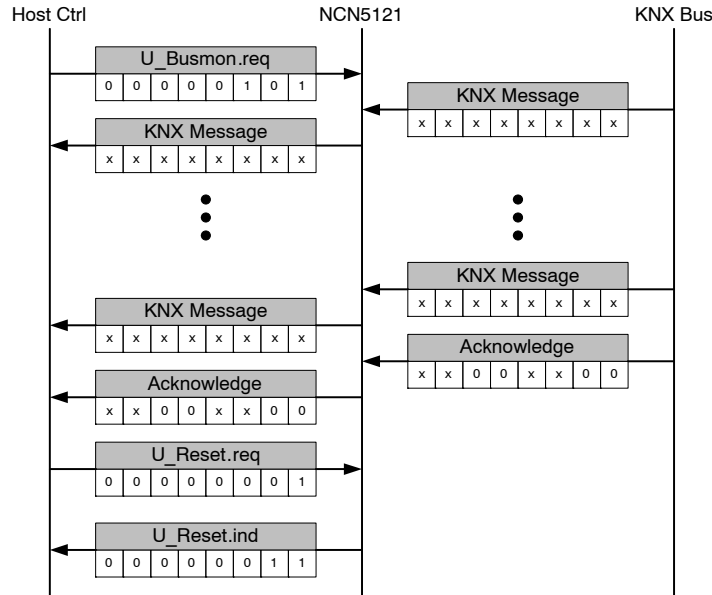 Host Ctrl NCN5121 KNX Bus
U_Busmon.req
0 0 0 0 0 1 0 1
KNX Message
x x x x x x x x
KNX Message
x x x x x x x x
KNX Message
x x x x x x x x
KNX Message
x x x x x x x x
Acknowledge
x x 0 0 x x 0 0
Acknowledge
x x 0 0 x x 0 0
U_Reset.req
0 0 0 0 0 0 0 1
U_Reset.ind
0 0 0 0 0 0 1 1